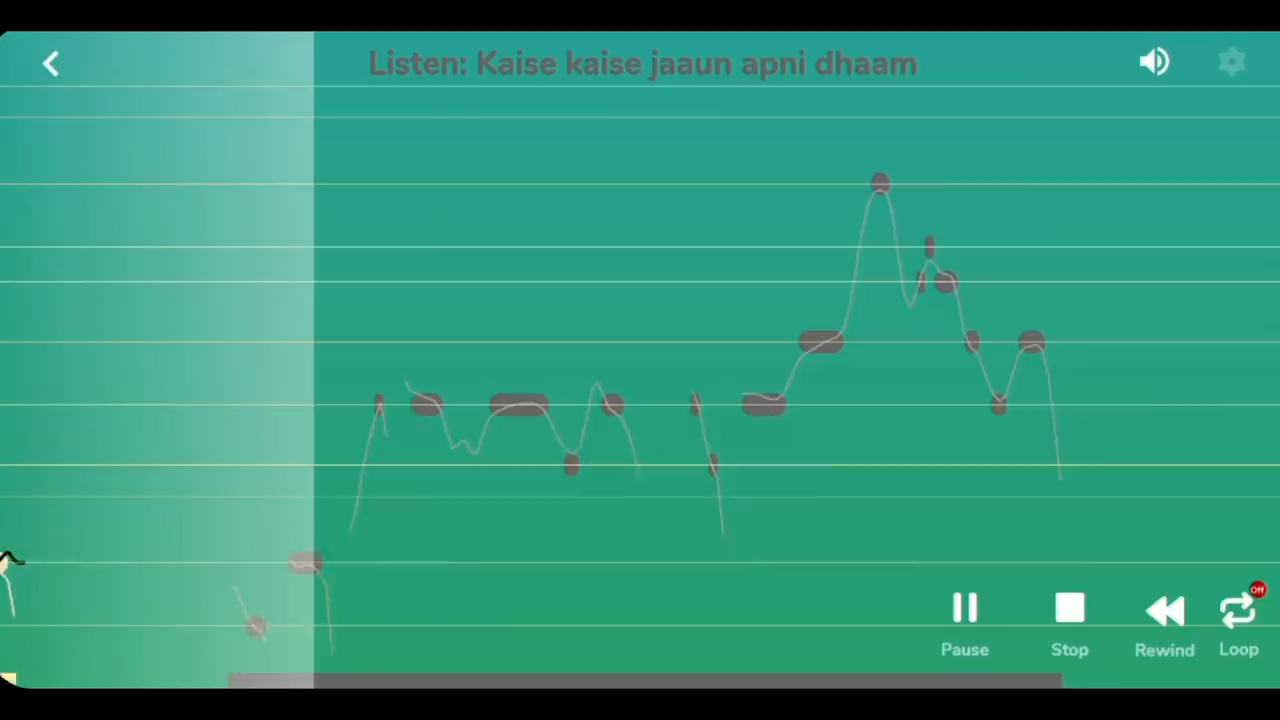 Listen: Kaise kaise jaaun apni dhaam
Off
Pause
Stop
Rewind
Loop